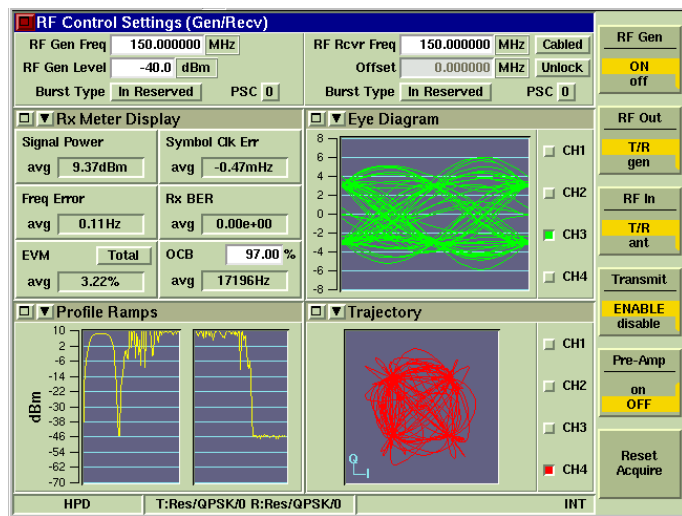 RF Control Settings (Gen/Recv)
RF Gen Freq 150.000000 MHz
RF Rcvr Freq 150.000000 MHz Cabled
RF Gen Level -40.0 dBm
Offset 0.000000 MHz Unlock
Burst Type In Reserved PSC 0
Burst Type In Reserved PSC 0
Rx Meter Display
Signal Power
avg 9.37dBm
Symbol Clk Err
avg -0.47mHz
Freq Error
avg 0.11Hz
Rx BER
avg 0.00e+00
EVM Total
avg 3.22%
OCB 97.00 %
avg 17196Hz
Eye Diagram
8
6
4
2
0
-2
-4
-6
-8
CH1
CH2
CH3
CH4
Profile Ramps
dBm
10
2
-6
-14
-22
-30
-38
-46
-54
-62
-70
Trajectory
Q
I
CH1
CH2
CH3
CH4
HPD
T:Res/QPSK/0 R:Res/QPSK/0
INT
RF Gen
ON
off
RF Out
T/R
gen
RF In
T/R
ant
Transmit
ENABLE
disable
Pre-Amp
on
OFF
Reset
Acquire